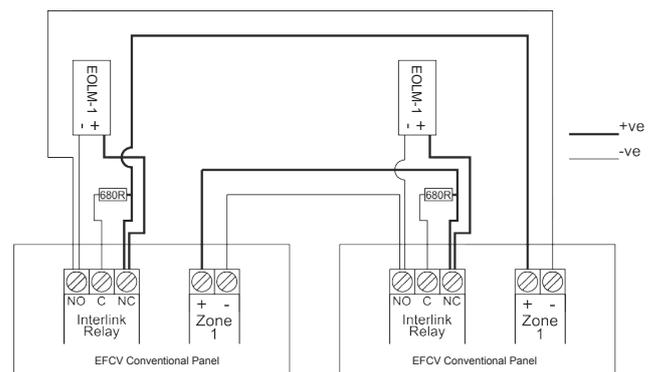 EOLM-1
- +
EOLM-1
- +
+ve
-ve
680R
680R
NO C NC
+ -
NO C NC
+ -
Interlink
Relay
Zone
1
Interlink
Relay
Zone
1
EFCV Conventional Panel
EFCV Conventional Panel